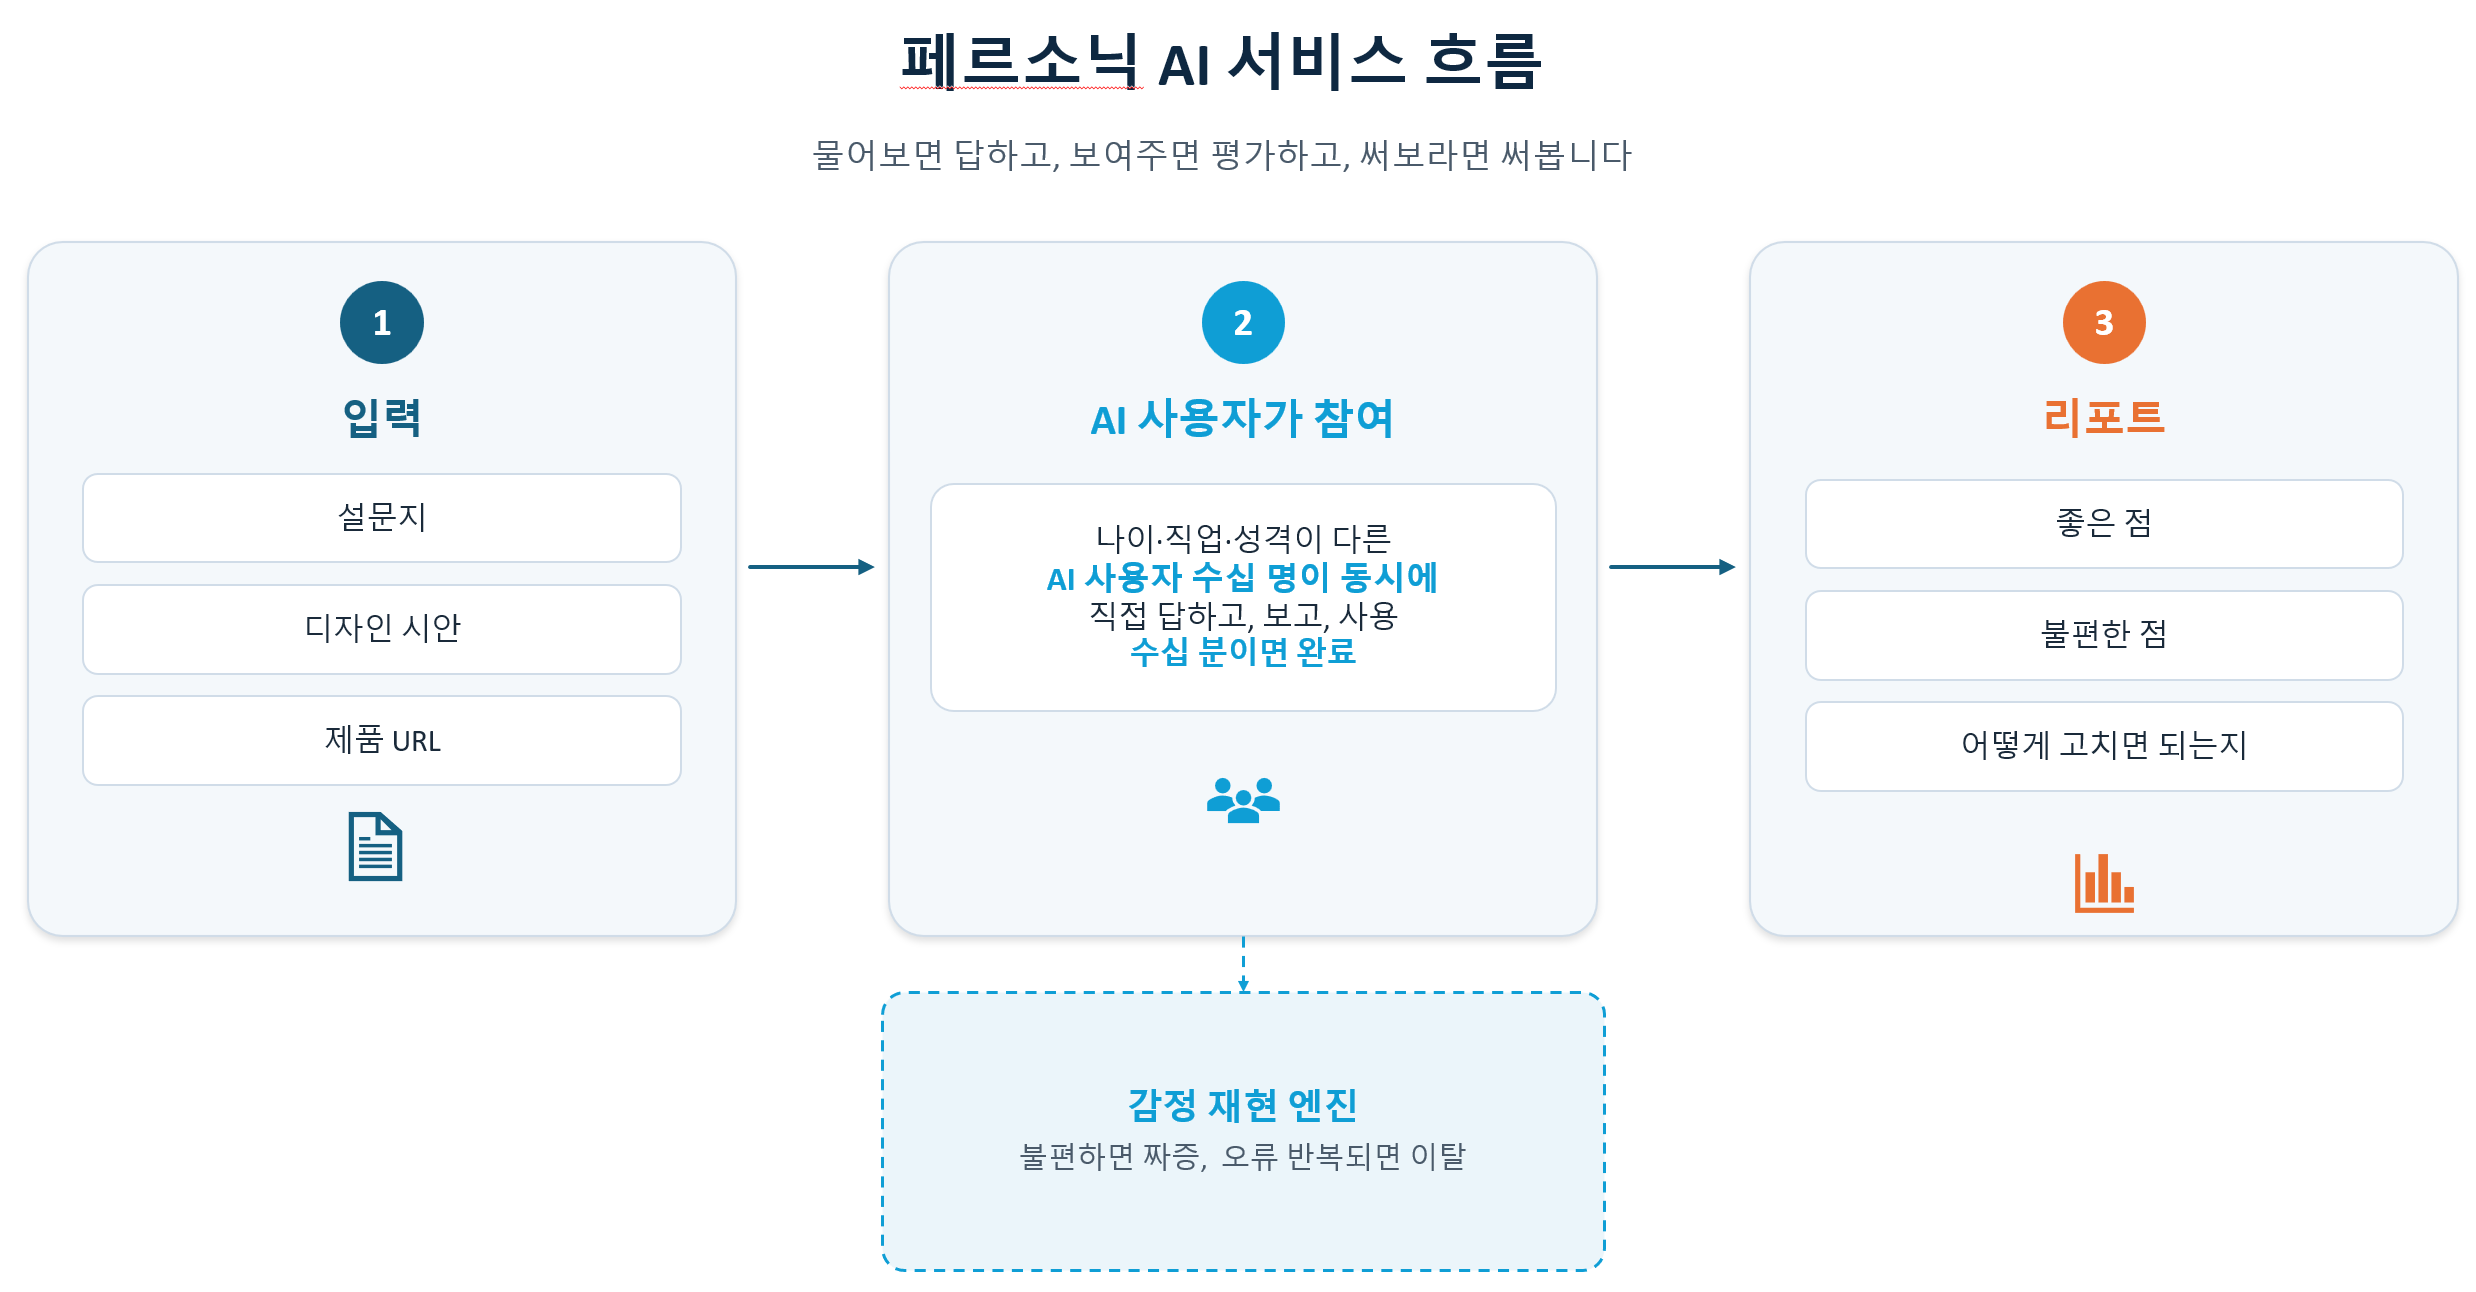 페르소닉 AI 서비스 흐름
물어보면 답하고, 보여주면 평가하고, 써보라면 써봅니다
1
입력
설문지
디자인 시안
제품 URL
2
AI 사용자가 참여
나이·직업·성격이 다른
AI 사용자 수십 명이 동시에
직접 답하고, 보고, 사용
수십 분이면 완료
3
리포트
좋은 점
불편한 점
어떻게 고치면 되는지
감정 재현 엔진
불편하면 짜증, 오류 반복되면 이탈